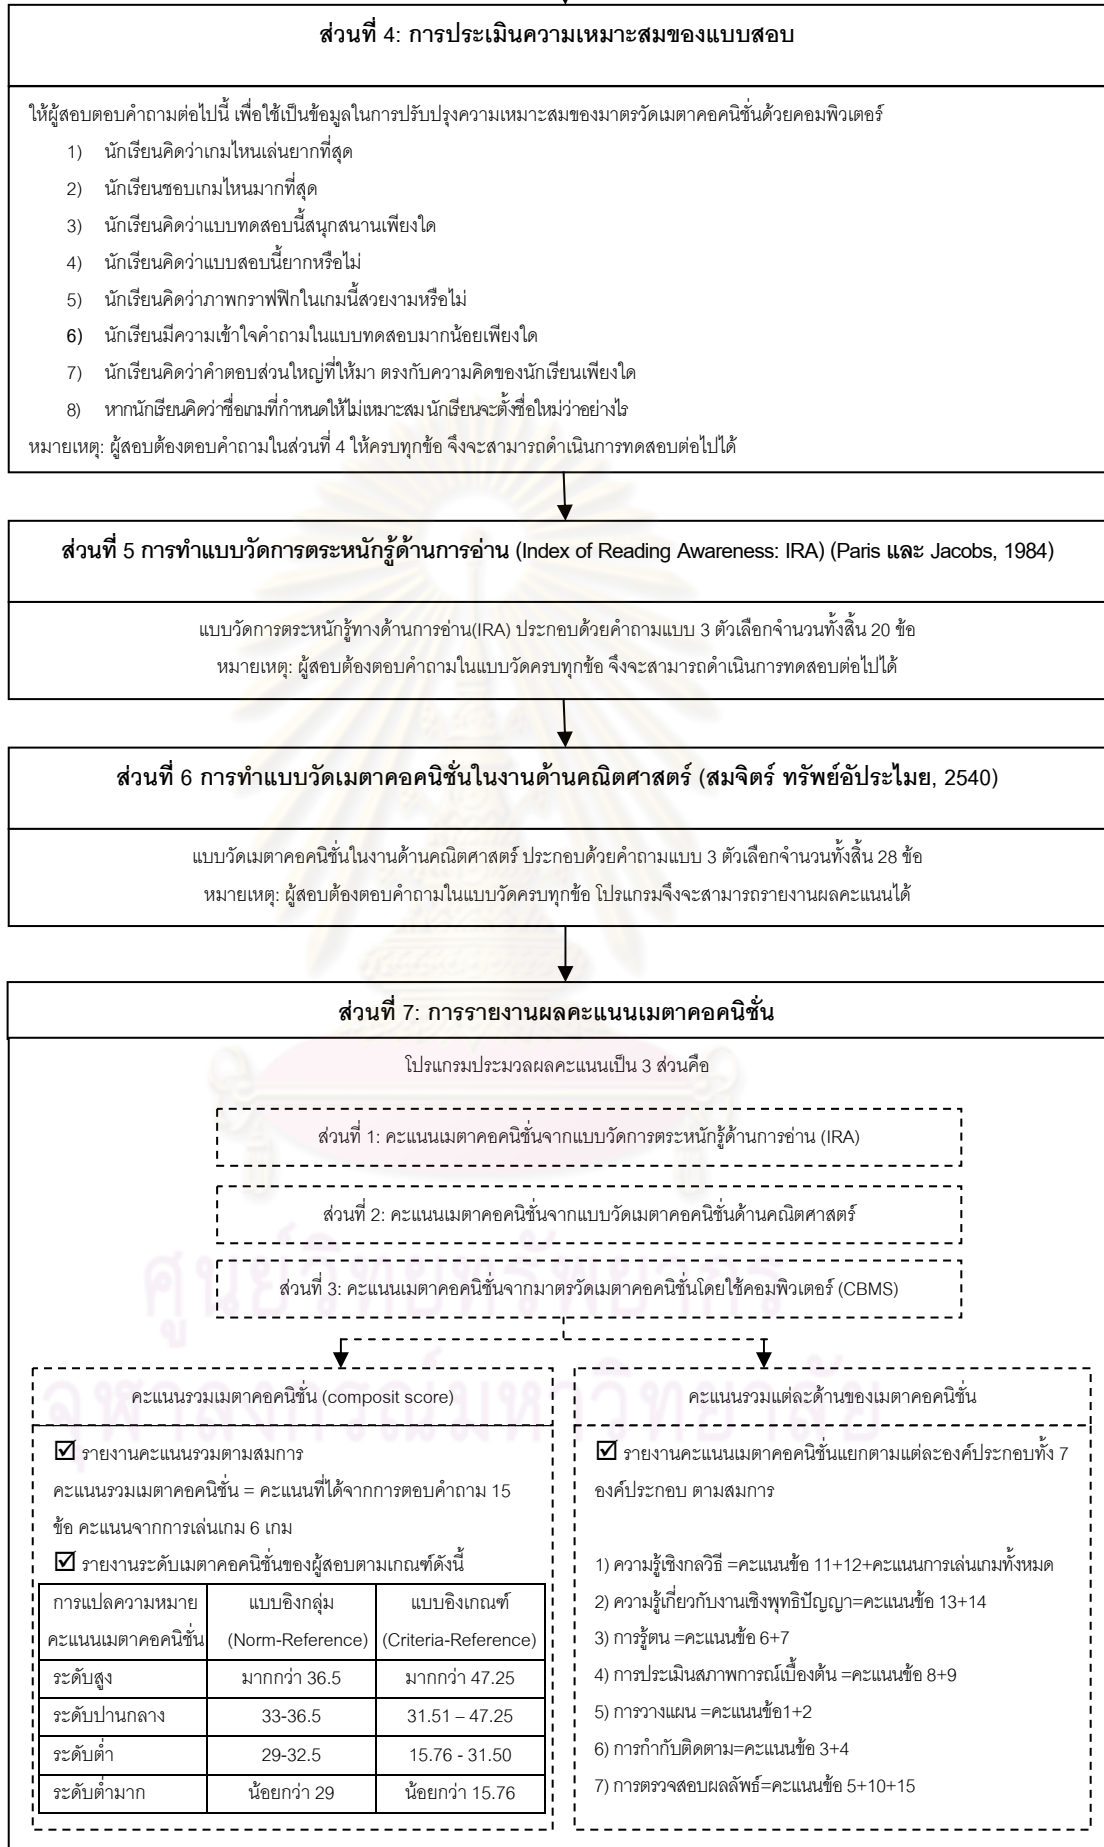 ส่วนที่ 4: การประเมินความเหมาะสมของแบบสอบ
ให้ผู้สอบตอบคำถามต่อไปนี้ เพื่อใช้เป็นข้อมูลในการปรับปรุงความเหมาะสมของมาตรวัดเมตาคอคนิชั่นด้วยคอมพิวเตอร์
1) นักเรียนคิดว่าเกมไหนเล่นยากที่สุด
2) นักเรียนชอบเกมไหนมากที่สุด
3) นักเรียนคิดว่าแบบทดสอบนี้สนุกสนานเพียงใด
4) นักเรียนคิดว่าแบบสอบนี้ยากหรือไม่
5) นักเรียนคิดว่าภาพกราฟฟิกในเกมนี้สวยงามหรือไม่
6) นักเรียนมีความเข้าใจคำถามในแบบทดสอบมากน้อยเพียงใด
7) นักเรียนคิดว่าคำตอบส่วนใหญ่ที่ให้มา ตรงกับความคิดของนักเรียนเพียงใด
8) หากนักเรียนคิดว่าชื่อเกมที่กำหนดให้ไม่เหมาะสม นักเรียนจะตั้งชื่อใหม่ว่าอย่างไร
หมายเหตุ: ผู้สอบต้องตอบคำถามในส่วนที่ 4 ให้ครบทุกข้อ จึงจะสามารถดำเนินการทดสอบต่อไปได้
ส่วนที่ 5 การทำแบบวัดการตระหนักรู้ด้านการอ่าน (Index of Reading Awareness: IRA) (Paris และ Jacobs, 1984)
แบบวัดการตระหนักรู้ทางด้านการอ่าน(IRA) ประกอบด้วยคำถามแบบ 3 ตัวเลือกจำนวนทั้งสิ้น 20 ข้อ
หมายเหตุ: ผู้สอบต้องตอบคำถามในแบบวัดครบทุกข้อ จึงจะสามารถดำเนินการทดสอบต่อไปได้
ส่วนที่ 6 การทำแบบวัดเมตาคอคนิชั่นในงานด้านคณิตศาสตร์ (สมจิตร์ ทรัพย์อัประไมย, 2540)
แบบวัดเมตาคอคนิชั่นในงานด้านคณิตศาสตร์ ประกอบด้วยคำถามแบบ 3 ตัวเลือกจำนวนทั้งสิ้น 28 ข้อ
หมายเหตุ: ผู้สอบต้องตอบคำถามในแบบวัดครบทุกข้อ โปรแกรมจึงจะสามารถรายงานผลคะแนนได้
ส่วนที่ 7: การรายงานผลคะแนนเมตาคอคนิชั่น
โปรแกรมประมวลผลคะแนนเป็น 3 ส่วนคือ
ส่วนที่ 1: คะแนนเมตาคอคนิชั่นจากแบบวัดการตระหนักรู้ด้านการอ่าน (IRA)
ส่วนที่ 2: คะแนนเมตาคอคนิชั่นจากแบบวัดเมตาคอคนิชั่นด้านคณิตศาสตร์
ส่วนที่ 3: คะแนนเมตาคอคนิชั่นจากมาตรวัดเมตาคอคนิชั่นโดยใช้คอมพิวเตอร์ (CBMS)
ศูนย์วิทยทรัพยากร
จุฬาลงกรณ์มหาวิทยาลัย
คะแนนรวมเมตาคอคนิชั่น (composit score)
☑ รายงานคะแนนรวมตามสมการ
คะแนนรวมเมตาคอคนิชั่น = คะแนนที่ได้จากการตอบคำถาม 15
ข้อ คะแนนจากการเล่นเกม 6 เกม
☑ รายงานระดับเมตาคอคนิชั่นของผู้สอบตามเกณฑ์ดังนี้
การแปลความหมาย แบบอิงกลุ่ม แบบอิงเกณฑ์
คะแนนเมตาคอคนิชั่น (Norm-Reference) (Criteria-Reference)
ระดับสูง มากกว่า 36.5 มากกว่า 47.25
ระดับปานกลาง 33-36.5 31.51 – 47.25
ระดับต่ำ 29-32.5 15.76 - 31.50
ระดับต่ำมาก น้อยกว่า 29 น้อยกว่า 15.76
คะแนนรวมแต่ละด้านของเมตาคอคนิชั่น
☑ รายงานคะแนนเมตาคอคนิชั่นแยกตามแต่ละองค์ประกอบทั้ง 7
องค์ประกอบ ตามสมการ
1) ความรู้เชิงกลวิธี =คะแนนข้อ 11+12+คะแนนการเล่นเกมทั้งหมด
2) ความรู้เกี่ยวกับงานเชิงพุทธิปัญญา=คะแนนข้อ 13+14
3) การรู้ตน =คะแนนข้อ 6+7
4) การประเมินสภาพการณ์เบื้องต้น =คะแนนข้อ 8+9
5) การวางแผน =คะแนนข้อ1+2
6) การกำกับติดตาม=คะแนนข้อ 3+4
7) การตรวจสอบผลลัพธ์=คะแนนข้อ 5+10+15